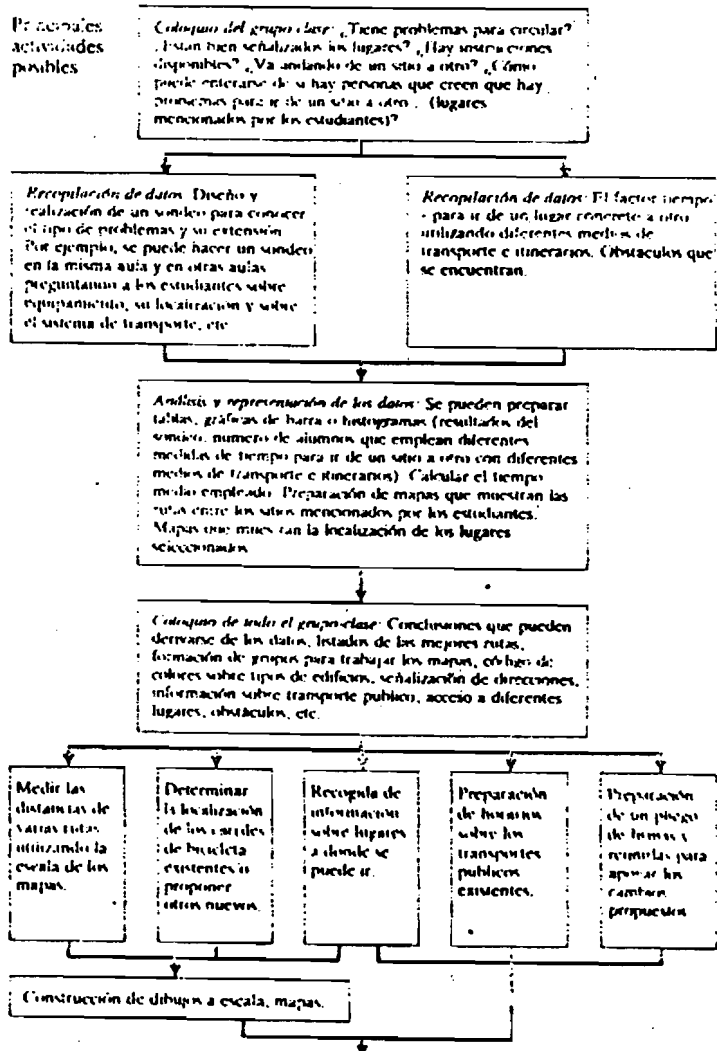 Principales
actividades
posibles
Coloquio del grupo clase: ¿Tiene problemas para circular?
¿Están bien señalizados los lugares? ¿Hay instrucciones
disponibles? ¿Va andando de un sitio a otro? ¿Cómo
puede enterarse de si hay personas que creen que hay
problemas para ir de un sitio a otro (lugares
mencionados por los estudiantes)?
Recopilación de datos: Diseño y
realización de un sondeo para conocer
el tipo de problemas y su extensión
Por ejemplo, se puede hacer un sondeo
en la misma aula y en otras aulas
preguntando a los estudiantes sobre
equipamiento, su localización y sobre
el sistema de transporte, etc
Recopilación de datos: El factor tiempo
- para ir de un lugar concreto a otro
utilizando diferentes medios de
transporte e itinerarios. Obstáculos que
se encuentran.
Análisis y representación de los datos: Se pueden preparar
tablas, gráficas de barra o histogramas (resultados del
sondeo, numero de alumnos que emplean diferentes
medidas de tiempo para ir de un sitio a otro con diferentes
medios de transporte e itinerarios). Calcular el tiempo
medio empleado. Preparación de mapas que muestran las
rutas entre los sitios mencionados por los estudiantes.
Mapas que muestran la localización de los lugares
seleccionados
Coloquio de todo el grupo-clase: Conclusiones que pueden
derivarse de los datos, listados de las mejores rutas,
formación de grupos para trabajar los mapas, código de
colores sobre tipos de edificios, señalización de direcciones,
información sobre transporte publico, acceso a diferentes
lugares, obstáculos, etc.
Medir las
distancias de
varias rutas
utilizando la
escala de los
mapas.
Determinar
la localización
de los carriles
de bicicleta
existentes o
proponer
otros nuevos.
Recogida de
información
sobre lugares
a donde se
puede ir.
Preparación
de horarios
sobre los
transportes
publicos
existentes.
Preparación
de un pliego
de firmas y
remitirlas para
apoyar los
cambios
propuestos
Construcción de dibujos a escala, mapas.